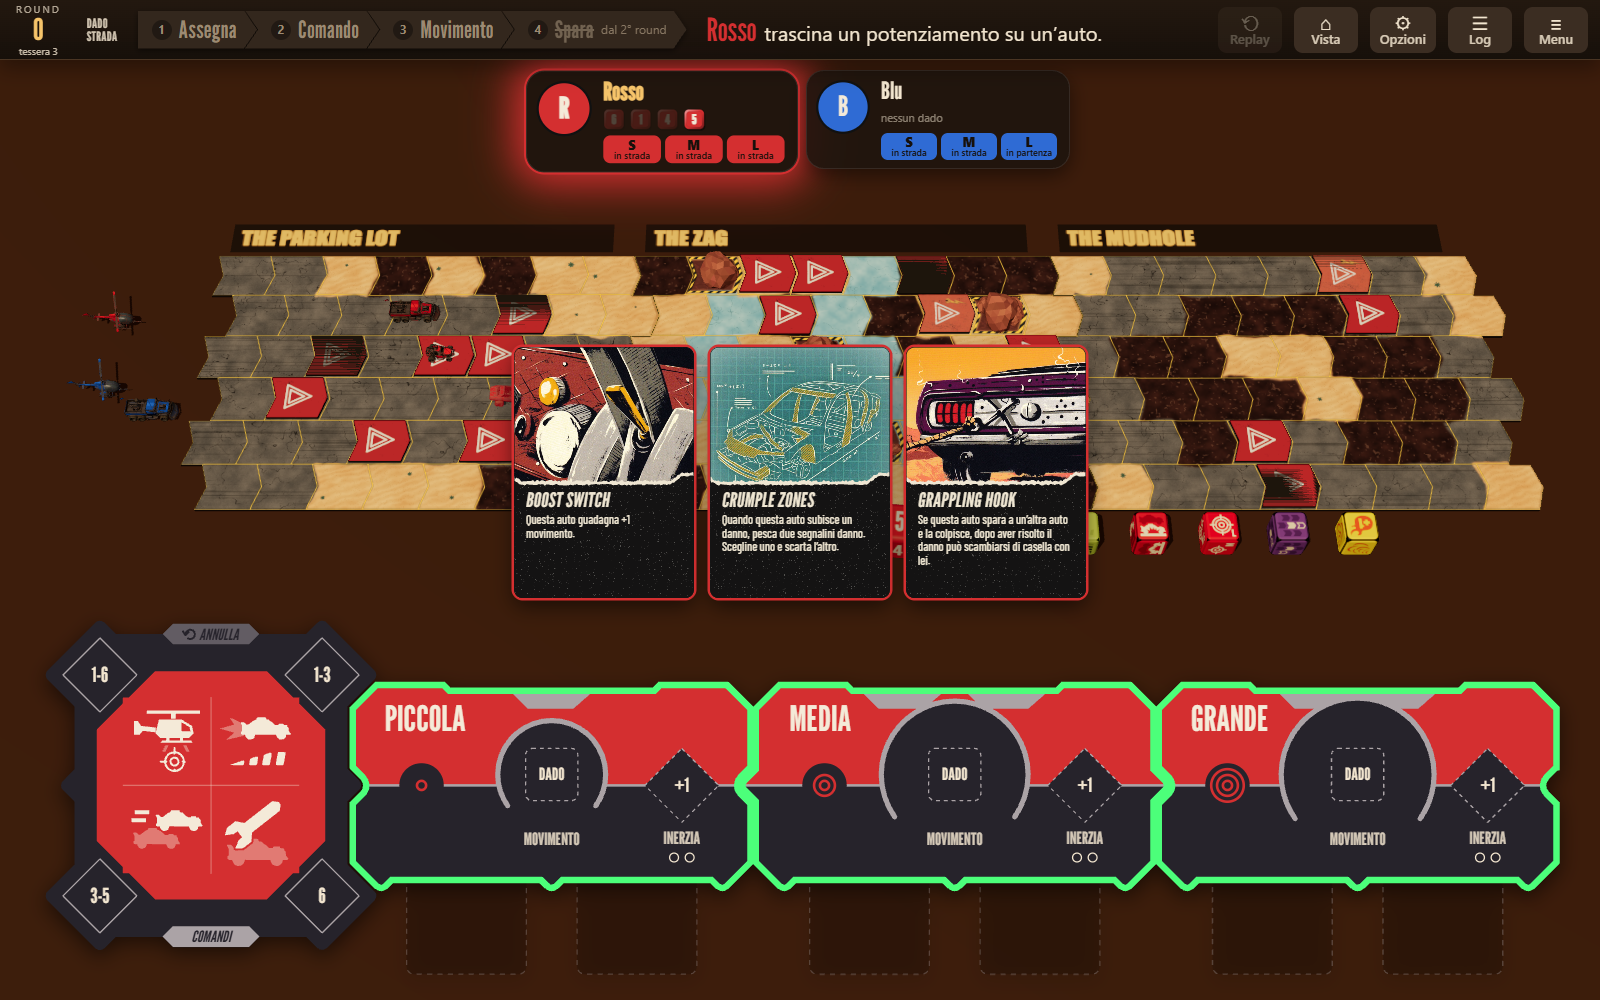 ROUND
0
tessera 3
DADO
STRADA
1 Assegna
2 Comando
3 Movimento
4 Spara dal 2° round
Rosso trascina un potenziamento su un'auto.
Replay
Vista
Opzioni
Log
Menu
R
Rosso
0 1 4 5
S
in strada
M
in strada
L
in strada
B
Blu
nessun dado
S
in strada
M
in strada
L
in partenza
THE PARKING LOT
THE ZAG
THE MUDHOLE
BOOST SWITCH
Questa auto guadagna +1
movimento.
CRUMPLE ZONES
Quando questa auto subisce un
danno, pesca due segnalini danno.
Scegline uno e scarta l'altro.
GRAPPLING HOOK
Se questa auto spara a un'altra auto
e la colpisce, dopo aver risolto il
danno può scambiarsi di casella con
lei.
5
4
ANNULLA
1-6
1-3
3-5
6
COMANDI
PICCOLA
DADO
+1
MOVIMENTO
INERZIA
MEDIA
DADO
+1
MOVIMENTO
INERZIA
GRANDE
DADO
+1
MOVIMENTO
INERZIA